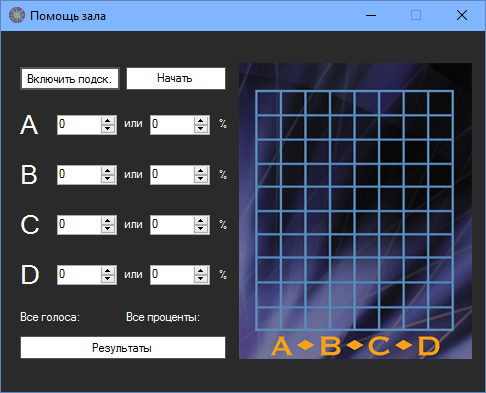 Помощь зала
Включить подск.
Начать
A 0 или 0 %
B 0 или 0 %
C 0 или 0 %
D 0 или 0 %
Все голоса: Все проценты:
Результаты
A◆B◆C◆D